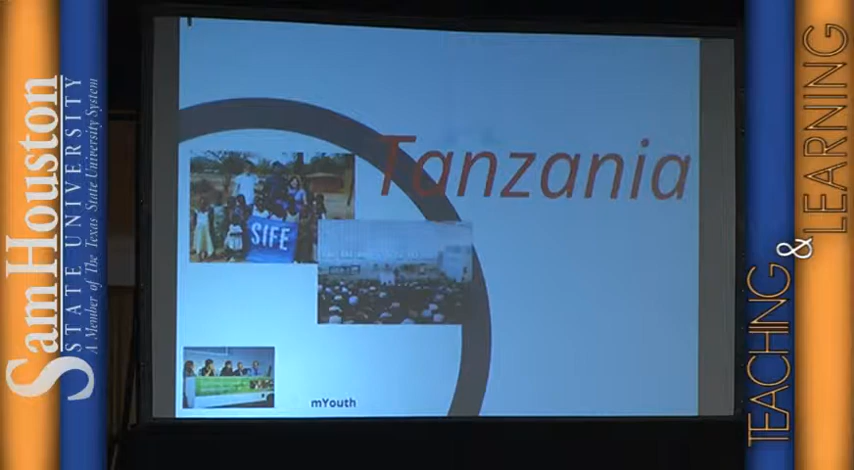 Sam Houston
STATE UNIVERSITY
A Member of The Texas State University System
Tanzania
SIFE
mYouth
TEACHING & LEARNING